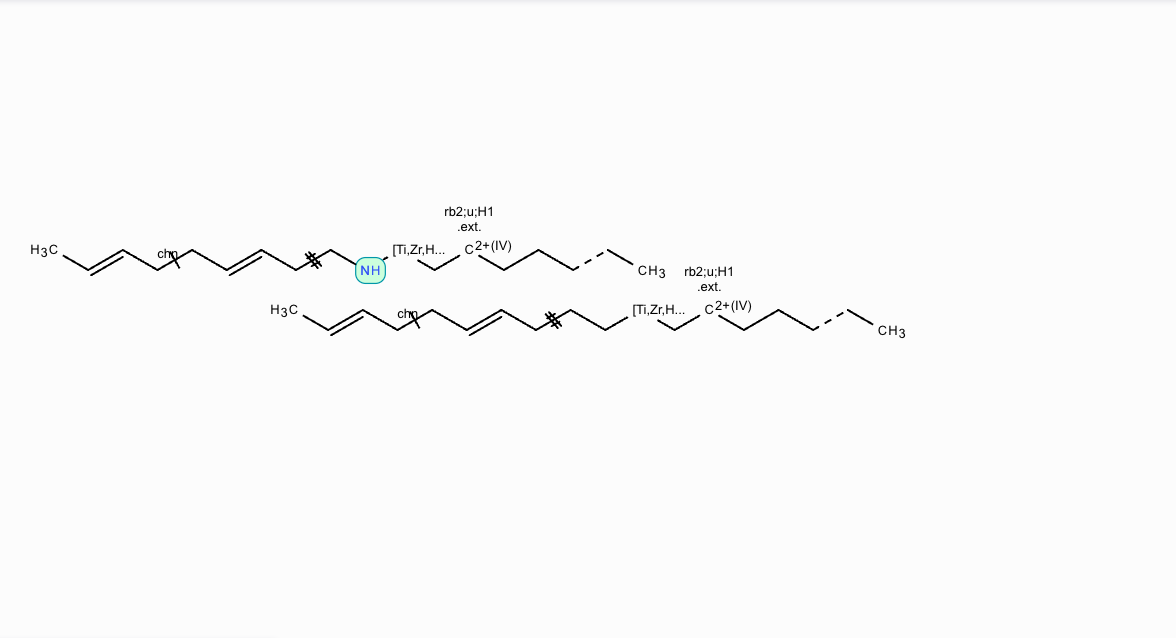 rb2;u;H1
.ext.
H3C chn [Ti,Zr,H... C2+(IV)
NH CH3
rb2;u;H1
.ext.
H3C chn [Ti,Zr,H... C2+(IV)
CH3